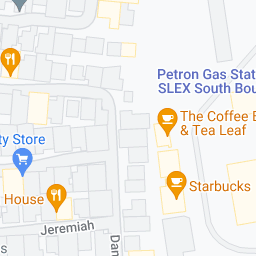 Petron Gas Stat
SLEX South Bou
The Coffee B
& Tea Leaf
ty Store
Starbucks
House
Jeremiah
Dan
s